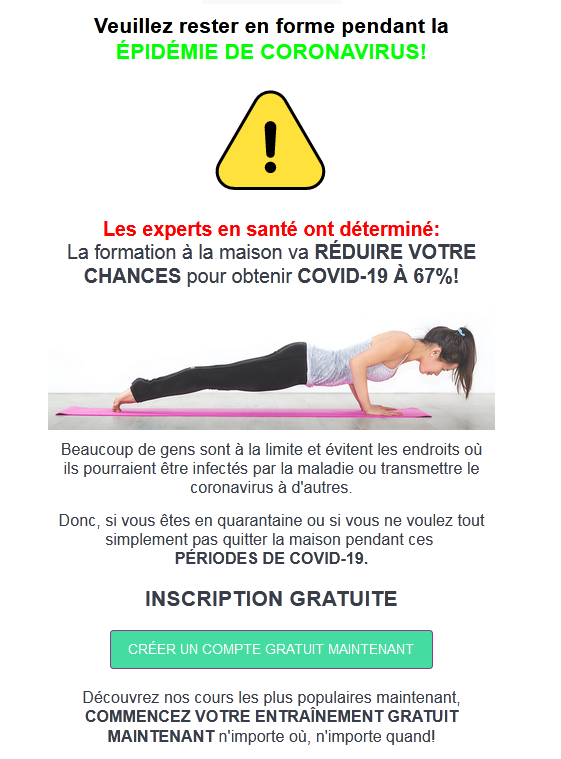 Veuillez rester en forme pendant la
ÉPIDÉMIE DE CORONAVIRUS!
Les experts en santé ont déterminé:
La formation à la maison va RÉDUIRE VOTRE
CHANCES pour obtenir COVID-19 À 67%!
Beaucoup de gens sont à la limite et évitent les endroits où
ils pourraient être infectés par la maladie ou transmettre le
coronavirus à d'autres.
Donc, si vous êtes en quarantaine ou si vous ne voulez tout
simplement pas quitter la maison pendant ces
PÉRIODES DE COVID-19.
INSCRIPTION GRATUITE
CRÉER UN COMPTE GRATUIT MAINTENANT
Découvrez nos cours les plus populaires maintenant,
COMMENCEZ VOTRE ENTRAÎNEMENT GRATUIT
MAINTENANT n'importe où, n'importe quand!